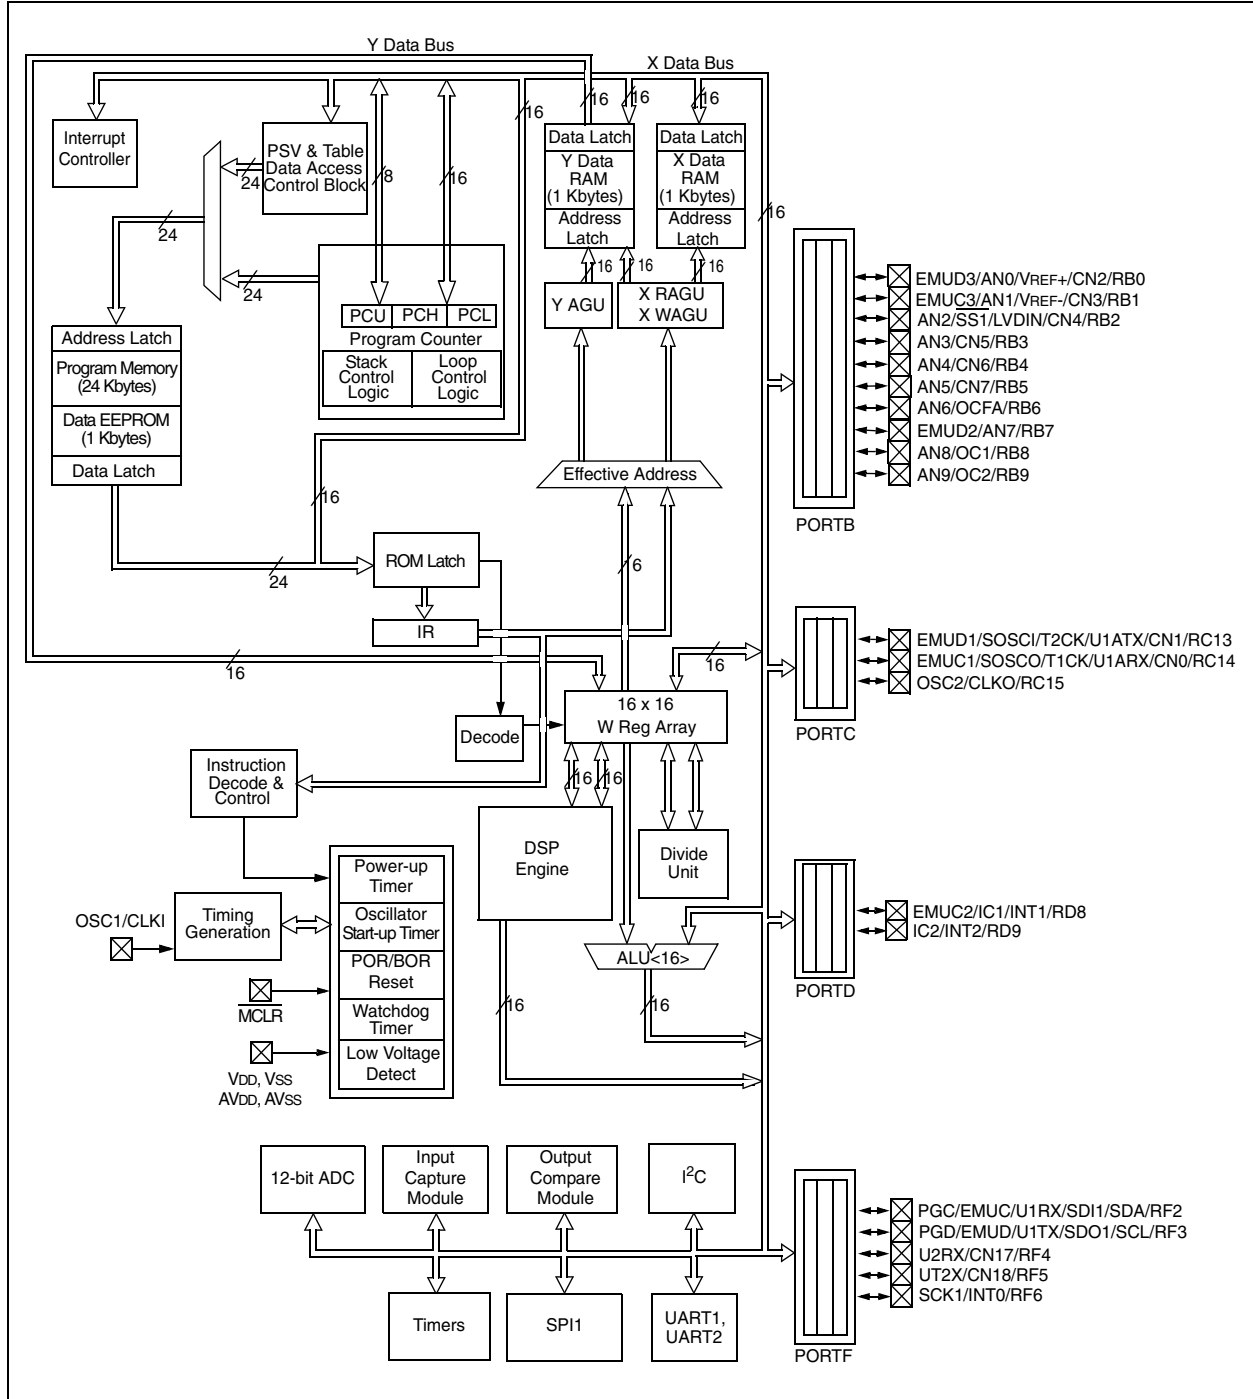 Y Data Bus
X Data Bus
16
16
16
16
Interrupt
Controller
PSV & Table
Data Access
Control Block
24
8
16
24
24
Data Latch
Y Data
RAM
(1 Kbytes)
Address
Latch
Data Latch
X Data
RAM
(1 Kbytes)
Address
Latch
16
16
16
16
Y AGU
X RAGU
X WAGU
PCU
PCH
PCL
Program Counter
Stack
Control
Logic
Loop
Control
Logic
Address Latch
Program Memory
(24 Kbytes)
Data EEPROM
(1 Kbytes)
Data Latch
Effective Address
16
24
ROM Latch
6
IR
16
16
16 x 16
W Reg Array
Decode
Instruction
Decode &
Control
16
16
DSP
Engine
Divide
Unit
Power-up
Timer
Oscillator
Start-up Timer
POR/BOR
Reset
Watchdog
Timer
Low Voltage
Detect
OSC1/CLKI
Timing
Generation
MCLR
VDD, VSS
AVDD, AVSS
ALU<16>
16
16
12-bit ADC
Input
Capture
Module
Output
Compare
Module
I2C
Timers
SPI1
UART1,
UART2
EMUD3/AN0/VREF+/CN2/RB0
EMUC3/AN1/VREF-/CN3/RB1
AN2/SS1/LVDIN/CN4/RB2
AN3/CN5/RB3
AN4/CN6/RB4
AN5/CN7/RB5
AN6/OCFA/RB6
EMUD2/AN7/RB7
AN8/OC1/RB8
AN9/OC2/RB9
PORTB
EMUD1/SOSCI/T2CK/U1ATX/CN1/RC13
EMUC1/SOSCO/T1CK/U1ARX/CN0/RC14
OSC2/CLKO/RC15
PORTC
EMUC2/IC1/INT1/RD8
IC2/INT2/RD9
PORTD
PGC/EMUC/U1RX/SDI1/SDA/RF2
PGD/EMUD/U1TX/SDO1/SCL/RF3
U2RX/CN17/RF4
UT2X/CN18/RF5
SCK1/INT0/RF6
PORTF